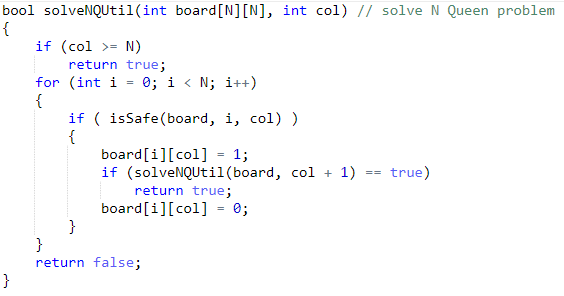 bool solveNQUtil(int board[N][N], int col) // solve N Queen problem
{
    if (col >= N)
        return true;
    for (int i = 0; i < N; i++)
    {
        if ( isSafe(board, i, col) )
        {
            board[i][col] = 1;
            if (solveNQUtil(board, col + 1) == true)
                return true;
            board[i][col] = 0;
        }
    }
    return false;
}